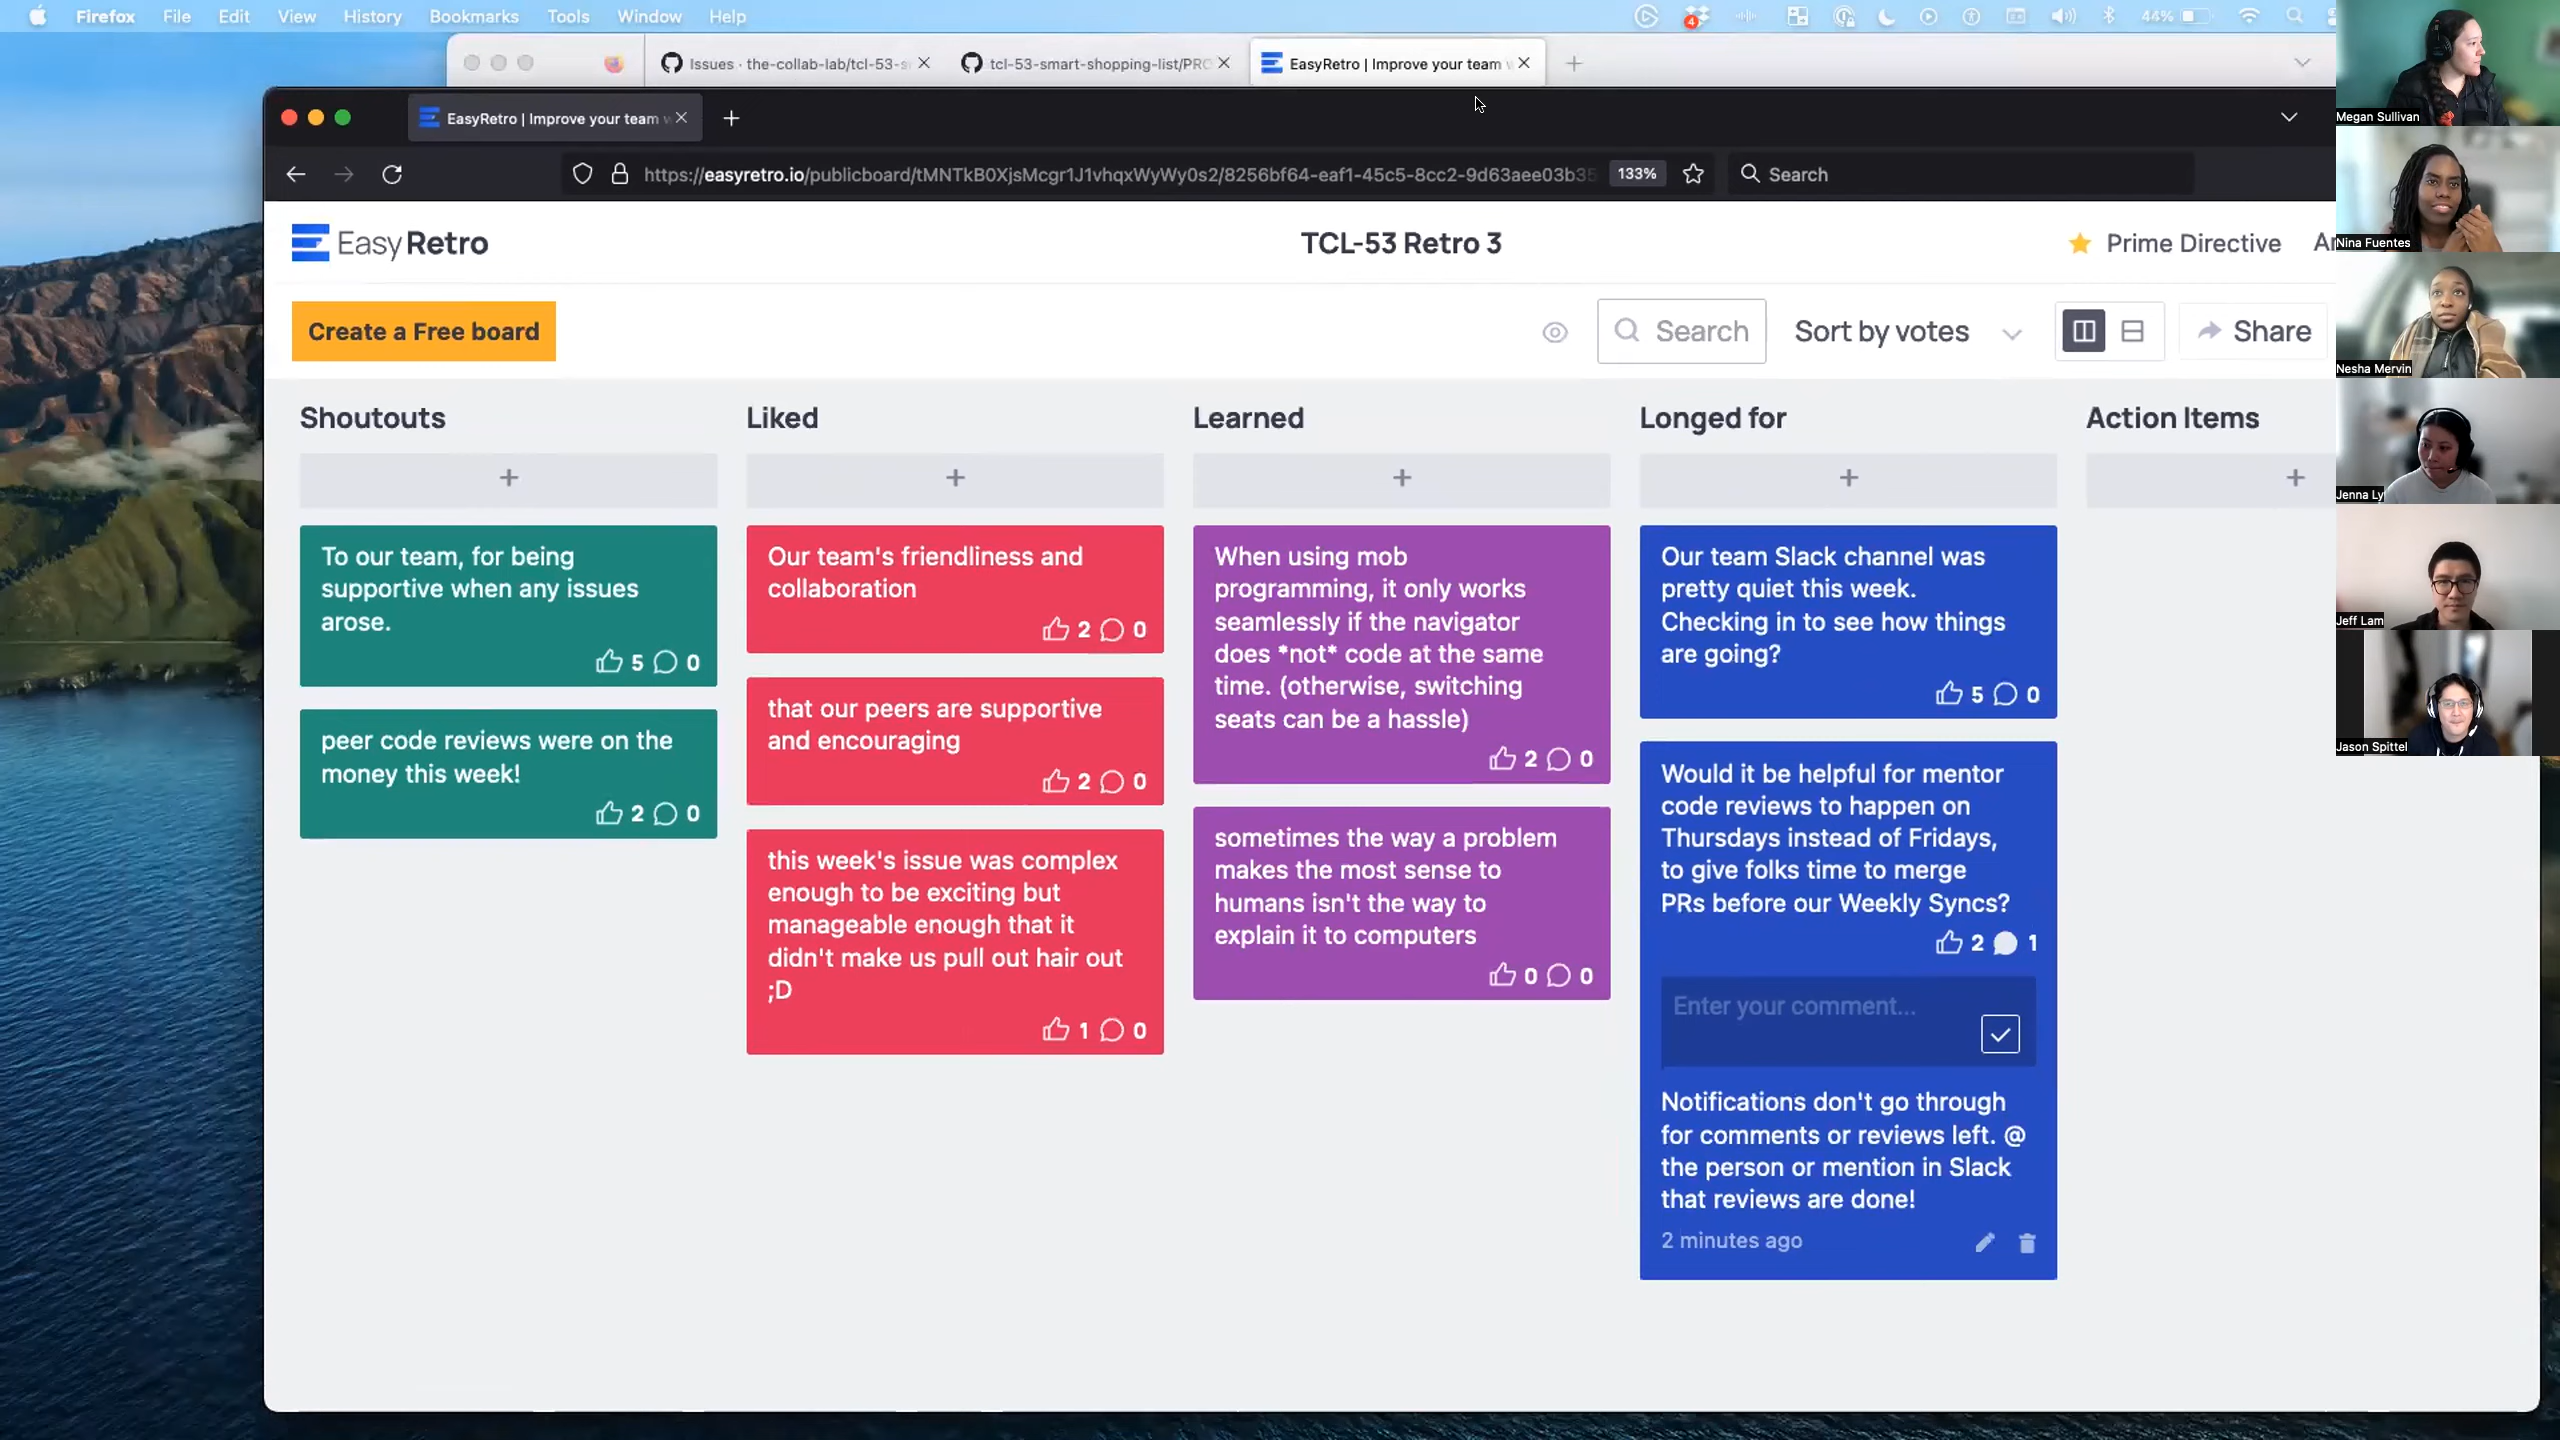 Firefox File Edit View History Bookmarks Tools Window Help
4
44%
Issues · the-collab-lab/tcl-53-s
tcl-53-smart-shopping-list/PRO
EasyRetro | Improve your team
EasyRetro | Improve your team w
https://easyretro.io/publicboard/tMNTkB0XjsMcgr1J1vhqxWyWy0s2/8256bf64-eaf1-45c5-8cc2-9d63aee03b35
133%
Search
EasyRetro
TCL-53 Retro 3
Prime Directive
Create a Free board
Search
Sort by votes
Share
Shoutouts
+
To our team, for being
supportive when any issues
arose.
5 0
peer code reviews were on the
money this week!
2 0
Liked
+
Our team's friendliness and
collaboration
2 0
that our peers are supportive
and encouraging
2 0
this week's issue was complex
enough to be exciting but
manageable enough that it
didn't make us pull out hair out
;D
1 0
Learned
+
When using mob
programming, it only works
seamlessly if the navigator
does *not* code at the same
time. (otherwise, switching
seats can be a hassle)
2 0
sometimes the way a problem
makes the most sense to
humans isn't the way to
explain it to computers
0 0
Longed for
+
Our team Slack channel was
pretty quiet this week.
Checking in to see how things
are going?
5 0
Would it be helpful for mentor
code reviews to happen on
Thursdays instead of Fridays,
to give folks time to merge
PRs before our Weekly Syncs?
2 1
Enter your comment...
Notifications don't go through
for comments or reviews left. @
the person or mention in Slack
that reviews are done!
2 minutes ago
Action Items
+
Megan Sullivan
Nina Fuentes
Nesha Mervin
Jenna Ly
Jeff Lam
Jason Spittel